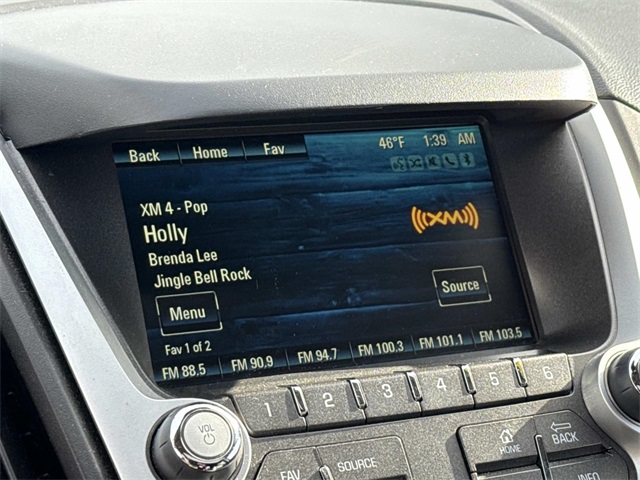 Back Home Fav 46°F 1:39 AM
XM 4 - Pop
Holly
((XM))
Brenda Lee
Jingle Bell Rock
Menu Source
Fav 1 of 2
FM 88.5 FM 90.9 FM 94.7 FM 100.3 FM 101.1 FM 103.5
1 2 3 4 5 6
VOL
FAV SOURCE HOME BACK
INFO